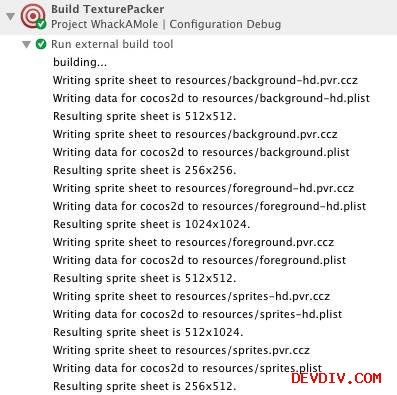 Build TexturePacker
Project WhackAMole | Configuration Debug
Run external build tool
building...
Writing sprite sheet to resources/background-hd.pvr.ccz
Writing data for cocos2d to resources/background-hd.plist
Resulting sprite sheet is 512x512.
Writing sprite sheet to resources/background.pvr.ccz
Writing data for cocos2d to resources/background.plist
Resulting sprite sheet is 256x256.
Writing sprite sheet to resources/foreground-hd.pvr.ccz
Writing data for cocos2d to resources/foreground-hd.plist
Resulting sprite sheet is 1024x1024.
Writing sprite sheet to resources/foreground.pvr.ccz
Writing data for cocos2d to resources/foreground.plist
Resulting sprite sheet is 512x512.
Writing sprite sheet to resources/sprites-hd.pvr.ccz
Writing data for cocos2d to resources/sprites-hd.plist
Resulting sprite sheet is 512x1024.
Writing sprite sheet to resources/sprites.pvr.ccz
Writing data for cocos2d to resources/sprites.plist
Resulting sprite sheet is 256x512.
DEVDIV.COM